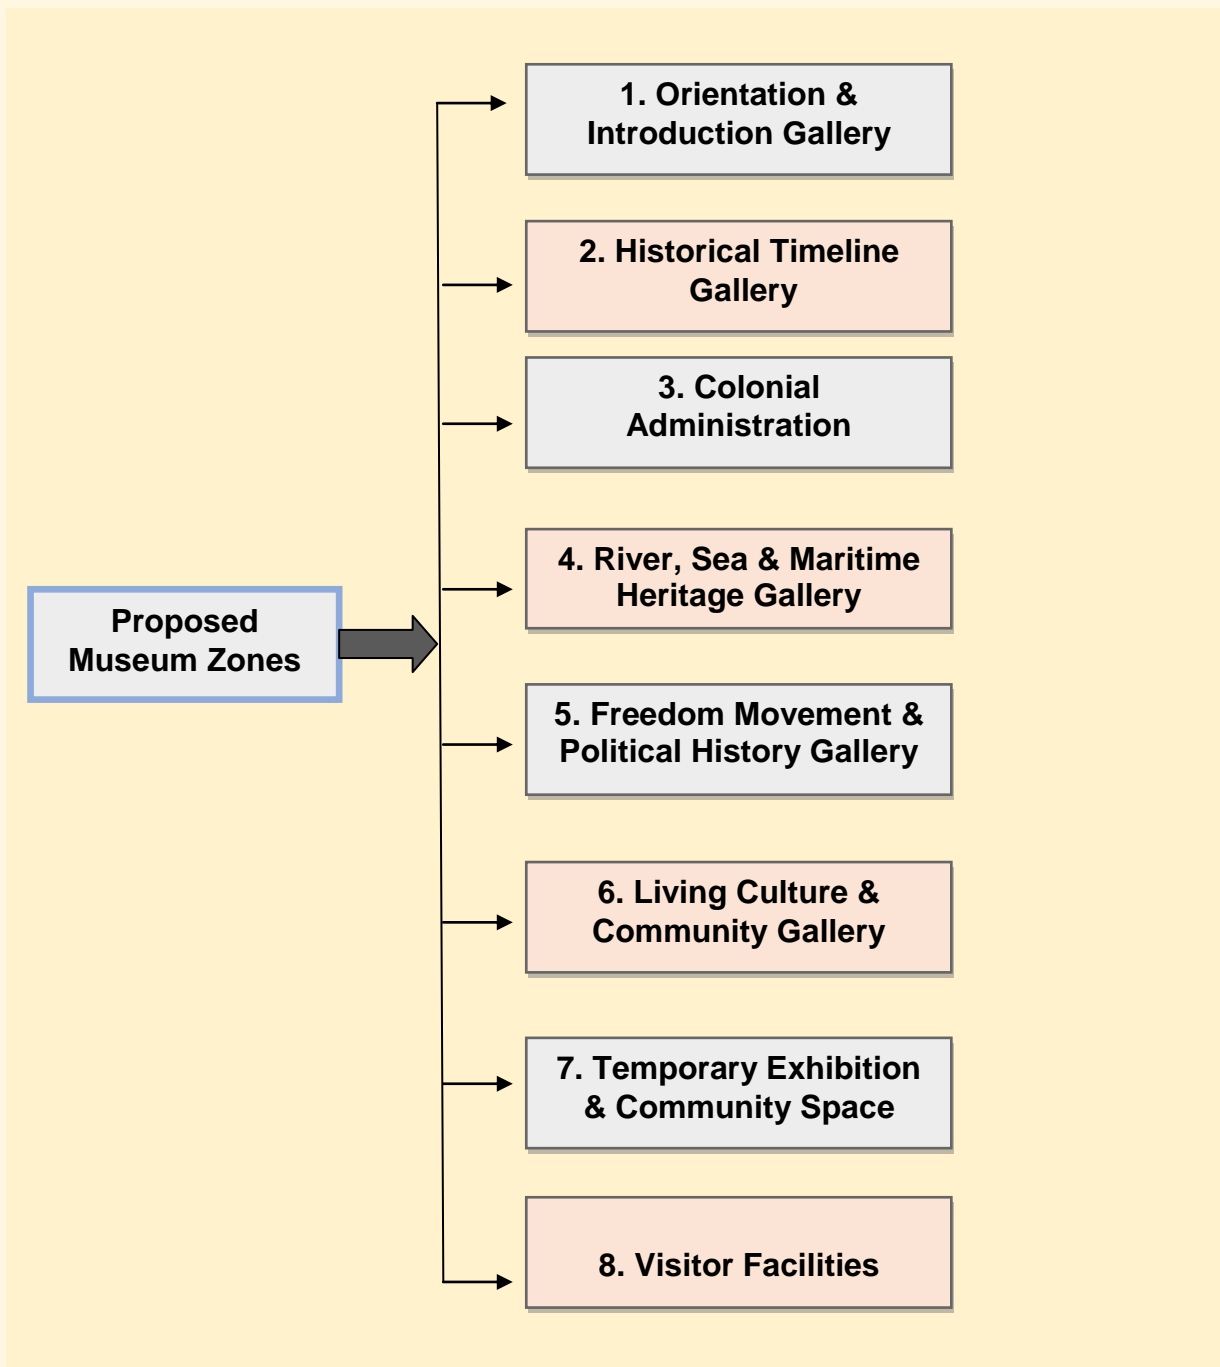 1. Orientation &
Introduction Gallery
2. Historical Timeline
Gallery
3. Colonial
Administration
4. River, Sea & Maritime
Heritage Gallery
Proposed
Museum Zones
5. Freedom Movement &
Political History Gallery
6. Living Culture &
Community Gallery
7. Temporary Exhibition
& Community Space
8. Visitor Facilities